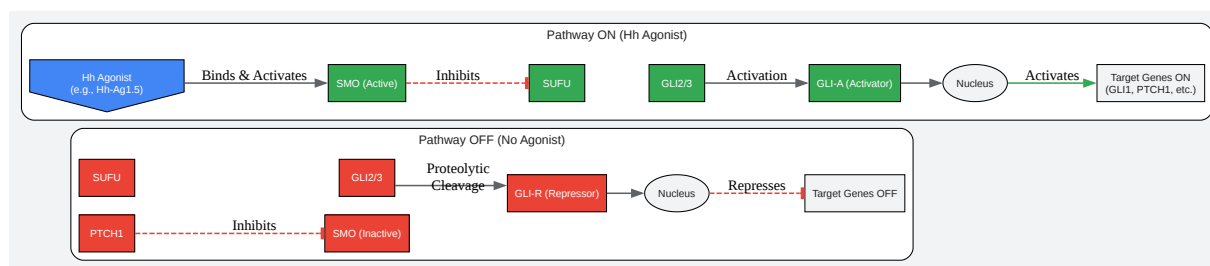 Pathway ON (Hh Agonist)
Hh Agonist
(e.g., Hh-Ag1.5)
Binds & Activates
SMO (Active)
Inhibits
SUFU
GLI2/3
Activation
GLI-A (Activator)
Nucleus
Activates
Target Genes ON
(GLI1, PTCH1, etc.)
Pathway OFF (No Agonist)
SUFU
GLI2/3
Proteolytic
Cleavage
GLI-R (Repressor)
Nucleus
Represses
Target Genes OFF
PTCH1
Inhibits
SMO (Inactive)